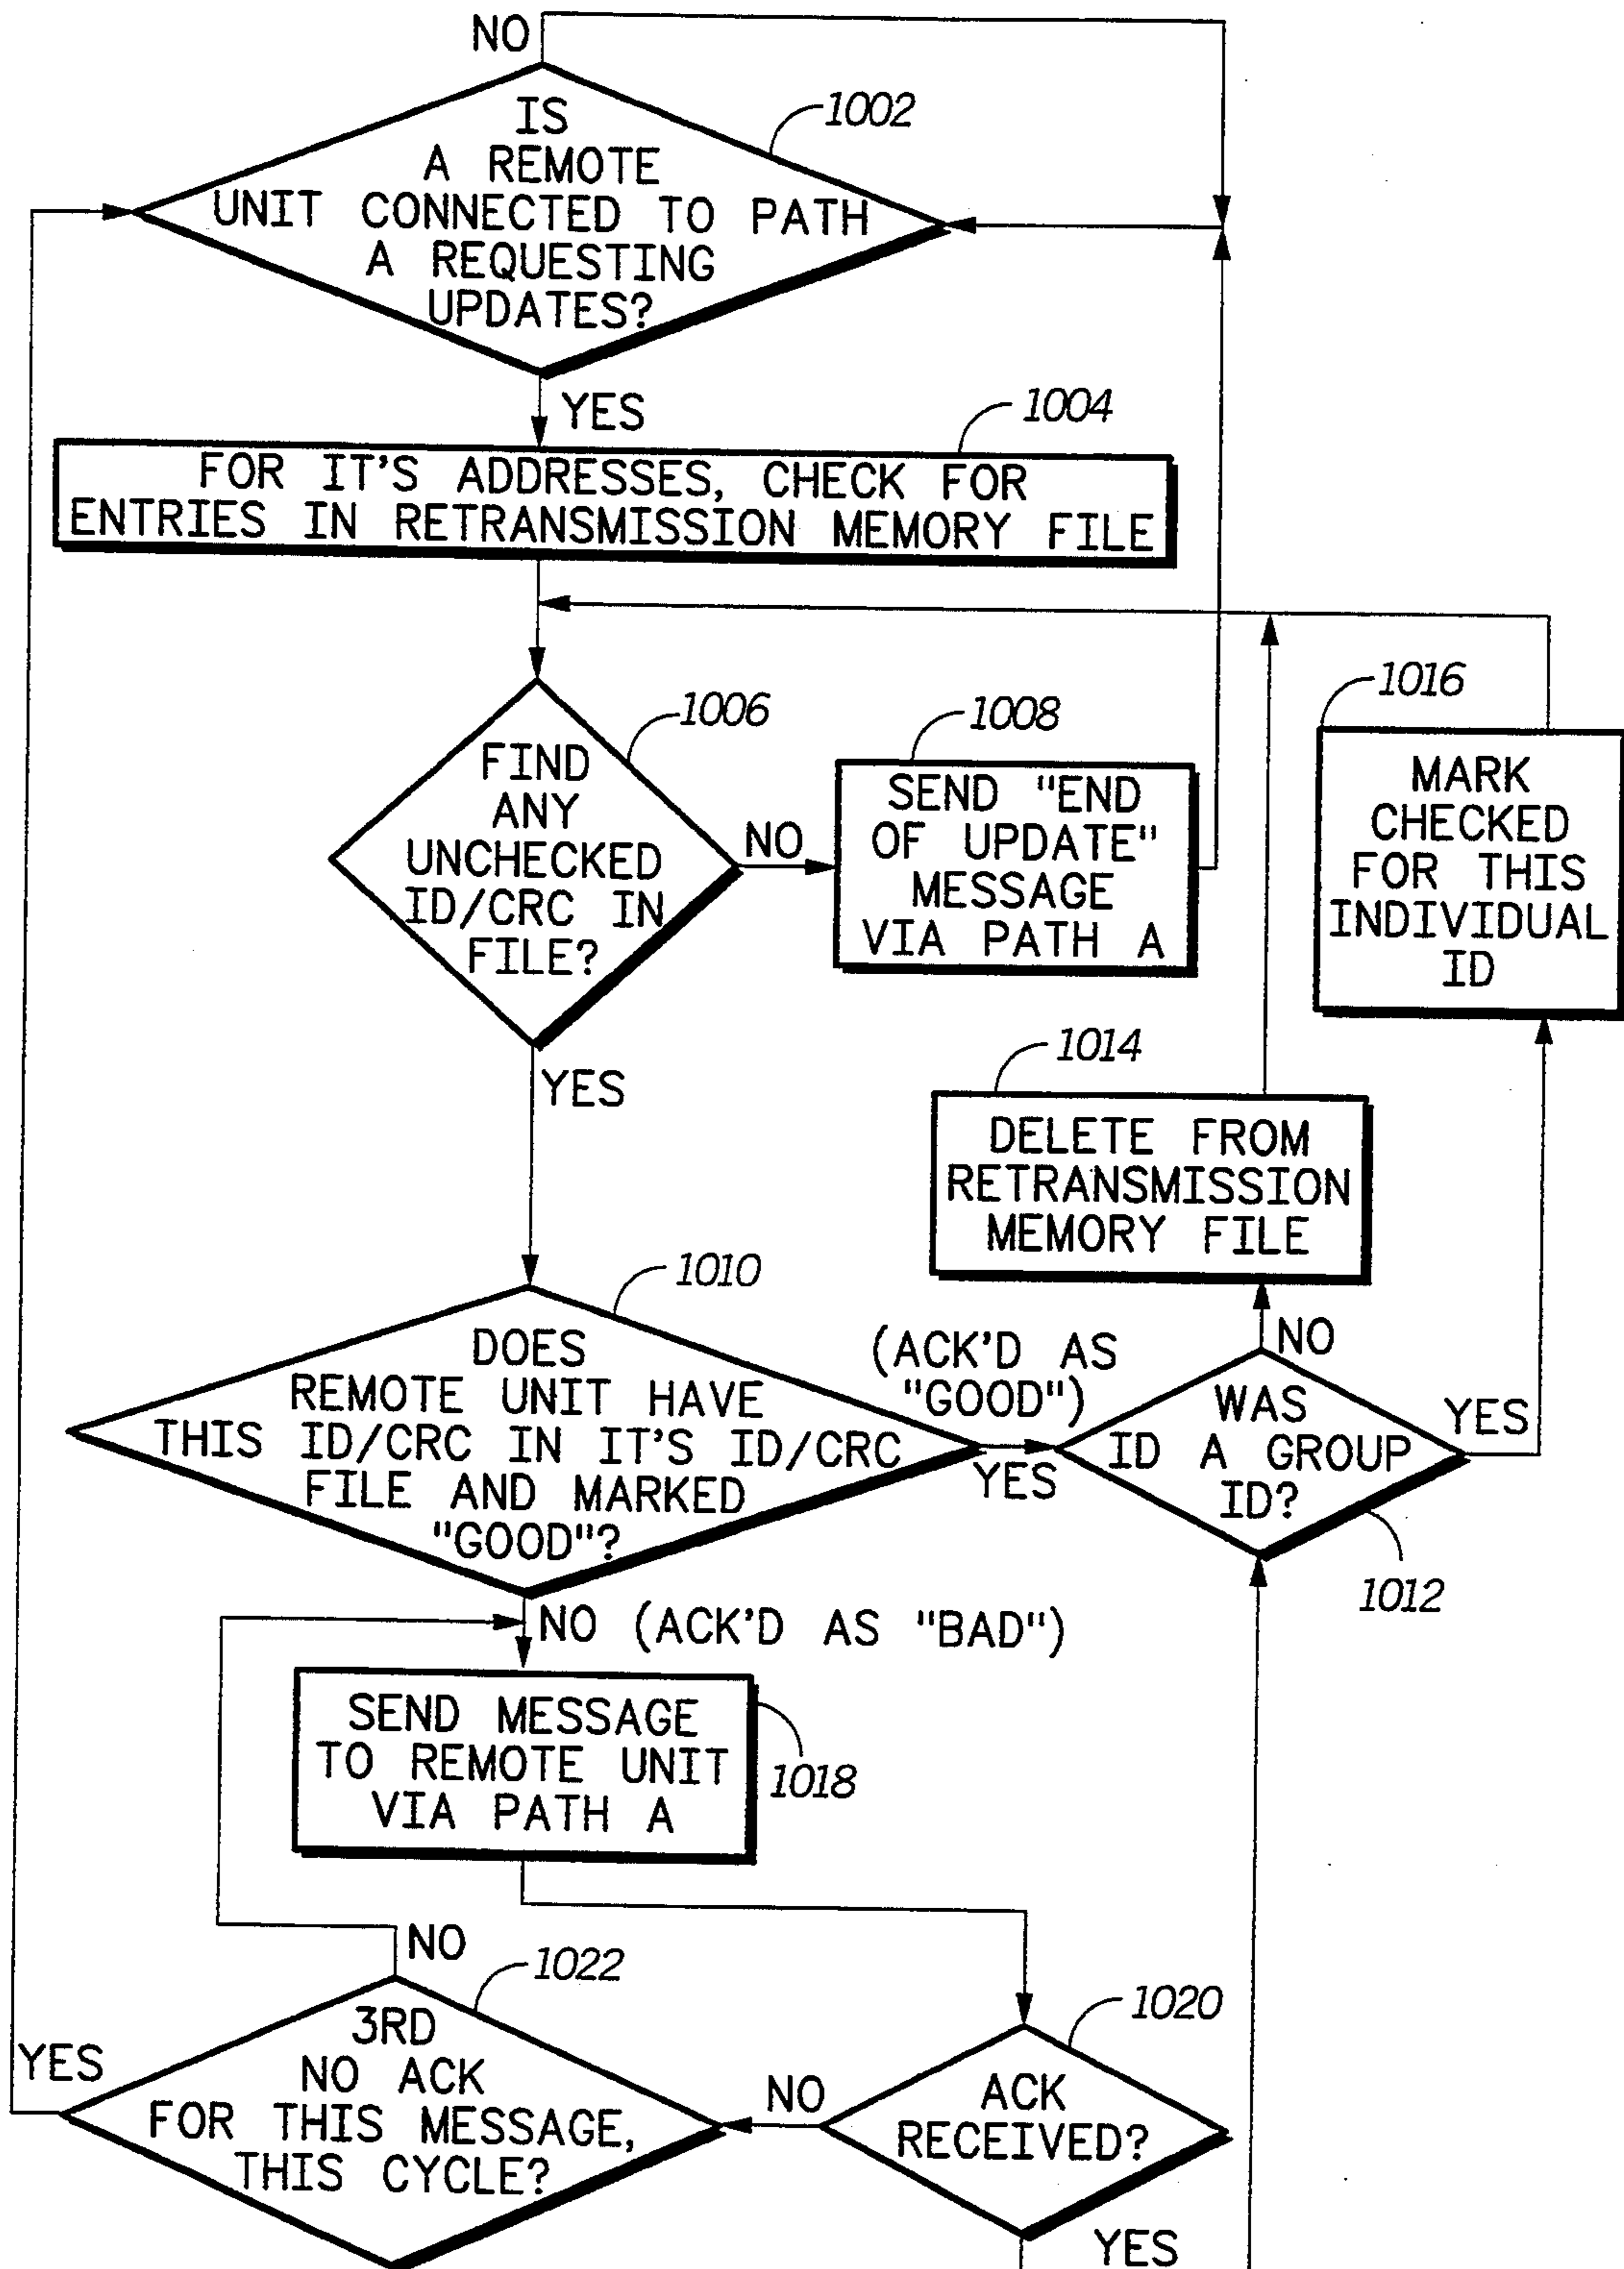 NO
1002
IS
A REMOTE
UNIT CONNECTED TO PATH
A REQUESTING
UPDATES?
YES
1004
FOR IT'S ADDRESSES, CHECK FOR
ENTRIES IN RETRANSMISSION MEMORY FILE
1006
FIND
ANY
UNCHECKED
ID/CRC IN
FILE?
NO
1008
SEND "END
OF UPDATE"
MESSAGE
VIA PATH A
1016
MARK
CHECKED
FOR THIS
INDIVIDUAL
ID
YES
1014
DELETE FROM
RETRANSMISSION
MEMORY FILE
1010
DOES
REMOTE UNIT HAVE
THIS ID/CRC IN IT'S ID/CRC
FILE AND MARKED
"GOOD"?
(ACK'D AS
"GOOD")
YES
NO
WAS
ID A GROUP
ID?
YES
1012
NO (ACK'D AS "BAD")
SEND MESSAGE
TO REMOTE UNIT
VIA PATH A
1018
NO
1022
3RD
NO ACK
FOR THIS MESSAGE,
THIS CYCLE?
YES
NO
1020
ACK
RECEIVED?
YES